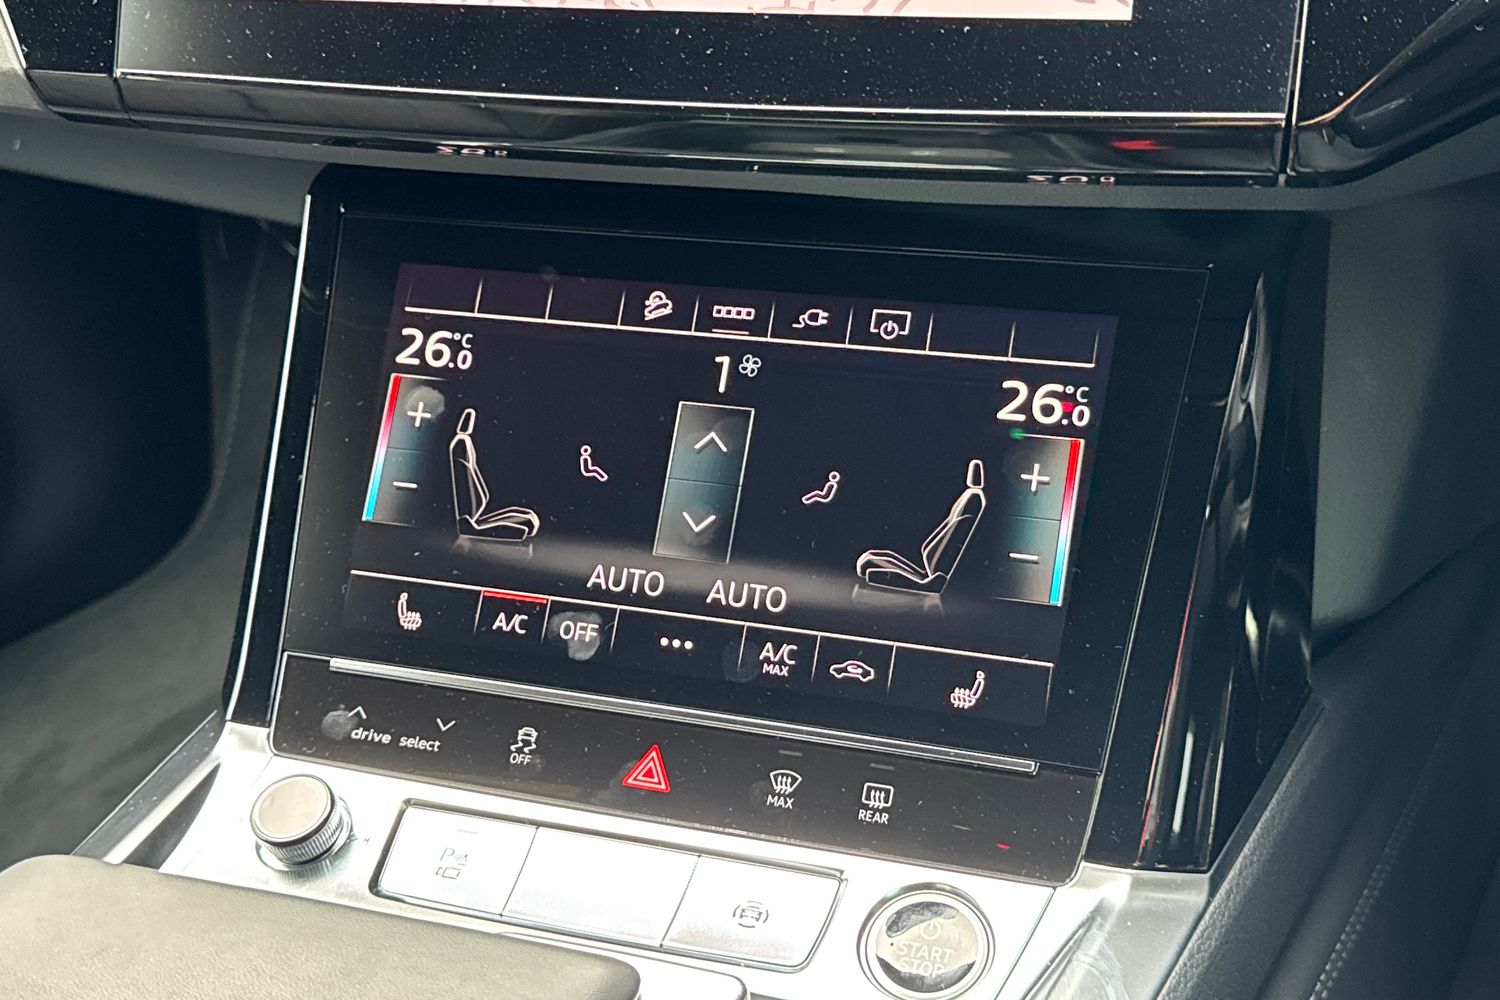 26.0 °C
1
26.0 °C
+
−
+
−
AUTO AUTO
A/C
OFF
A/C
MAX
drive select
OFF
MAX
REAR
START
STOP